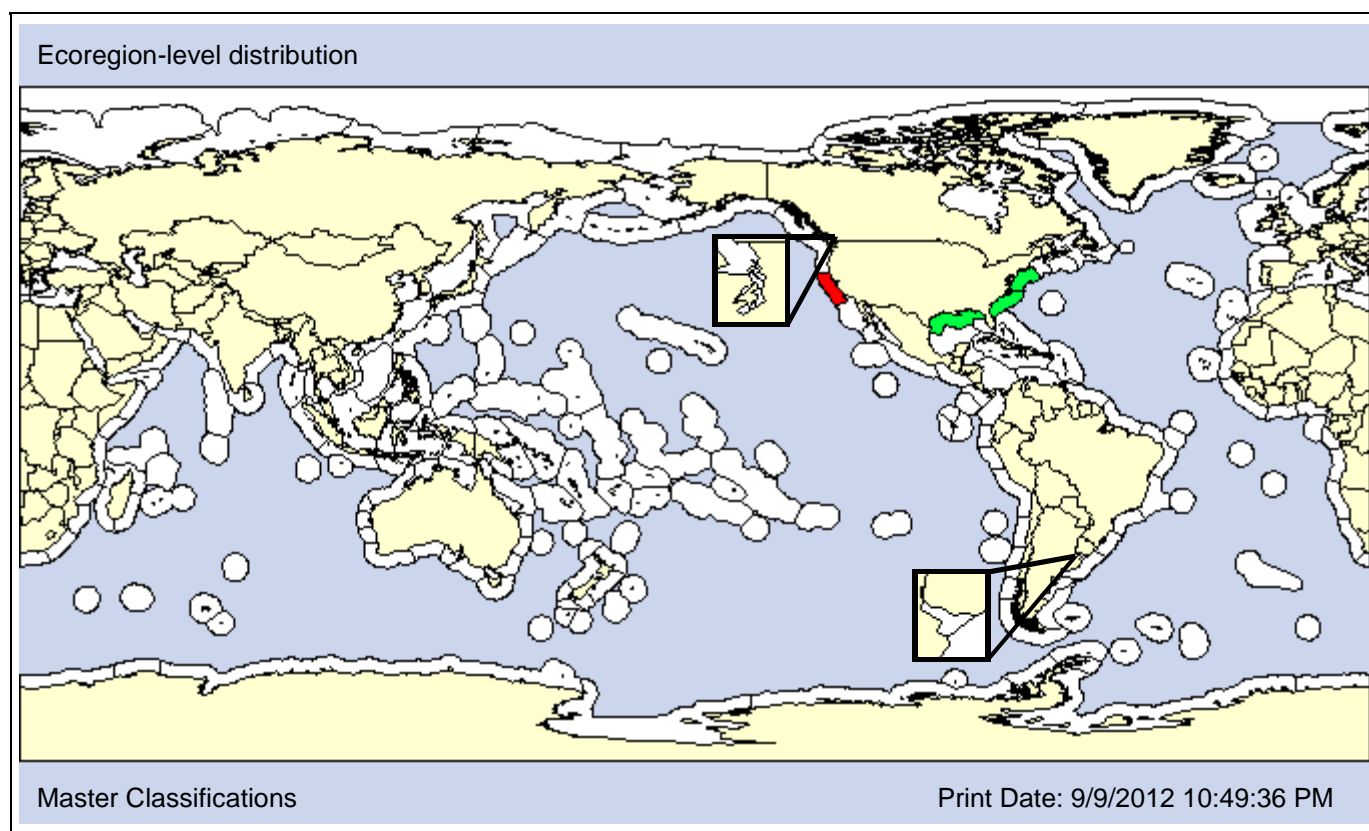 Ecoregion-level distribution
Master Classifications
Print Date: 9/9/2012 10:49:36 PM